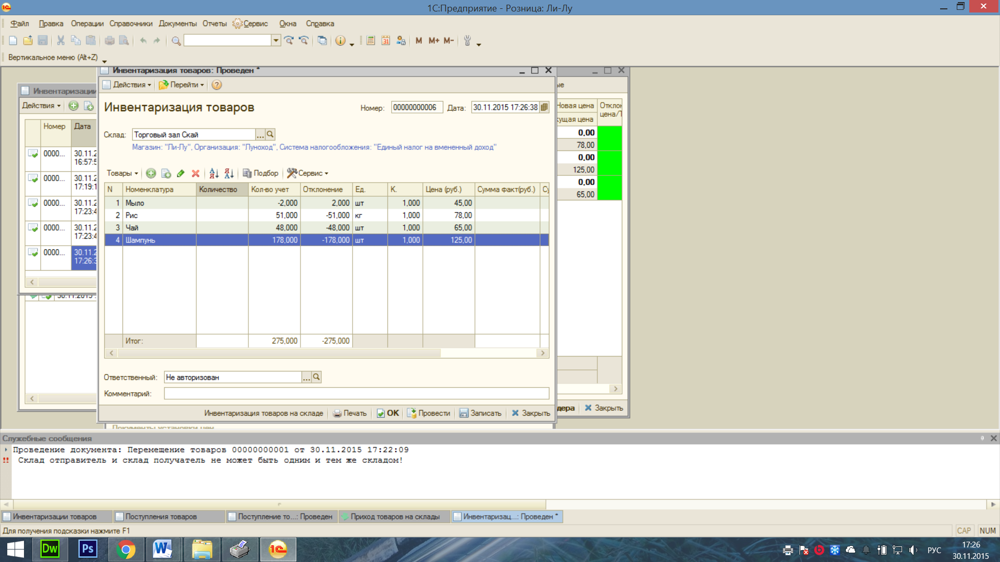 1С:Предприятие - Розница: Ли-Лу
Файл Правка Операции Справочники Документы Отчеты Сервис Окна Справка
31 M M+ M-
Вертикальное меню (Alt+Z)
Инвентаризации
Действия
Номер Дата
0000... 30.11.2
16:57:5
0000... 30.11.2
17:19:1
0000... 30.11.2
17:23:4
0000... 30.11.2
17:23:4
0000... 30.11.2
17:26:3
30.11.2015
Инвентаризация товаров: Проведен *
Действия Перейти ?
Инвентаризация товаров
Номер: 00000000006 Дата: 30.11.2015 17:26:38
Склад: Торговый зал Скай ...
Магазин: "Ли-Лу", Организация: "Луноход", Система налогообложения: "Единый налог на вмененный доход"
Товары Подбор Сервис
N Номенклатура Количество Кол-во учет Отклонение Ед. К. Цена (руб.) Сумма факт(руб.) Су
1 Мыло -2,000 2,000 шт 1,000 45,00
2 Рис 51,000 -51,000 кг 1,000 78,00
3 Чай 48,000 -48,000 шт 1,000 65,00
4 Шампунь 178,000 -178,000 шт 1,000 125,00
Итог: 275,000 -275,000
Ответственный: Не авторизован ...
Комментарий:
Инвентаризация товаров на складе Печать OK Провести Записать Закрыть
ые
Новая цена Отклон
кущая цена цена/Т
0,00
78,00
0,00
125,00
0,00
65,00
дера Закрыть
Документы установки цен
Служебные сообщения
Проведение документа: Перемещение товаров 00000000001 от 30.11.2015 17:22:09
!! Склад отправитель и склад получатель не может быть одним и тем же складом!
Инвентаризации товаров Поступления товаров Поступление то...: Проведен Приход товаров на склады Инвентаризац...: Проведен *
Для получения подсказки нажмите F1 CAP NUM
Dw Ps W 1С РУС 17:26
30.11.2015